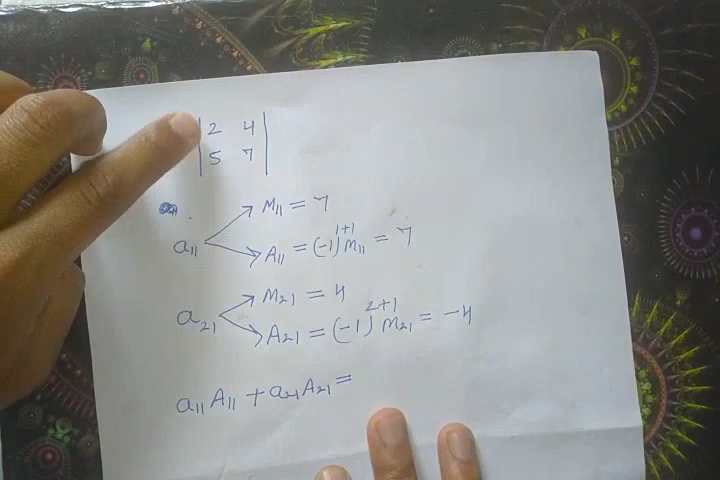 | 2 4 |
| 5 7 |
M₁₁ = 7
a₁₁
A₁₁ = (-1)¹⁺¹ M₁₁ = 7
M₂₁ = 4
a₂₁
A₂₁ = (-1)²⁺¹ M₂₁ = -4
a₁₁ A₁₁ + a₂₁ A₂₁ =